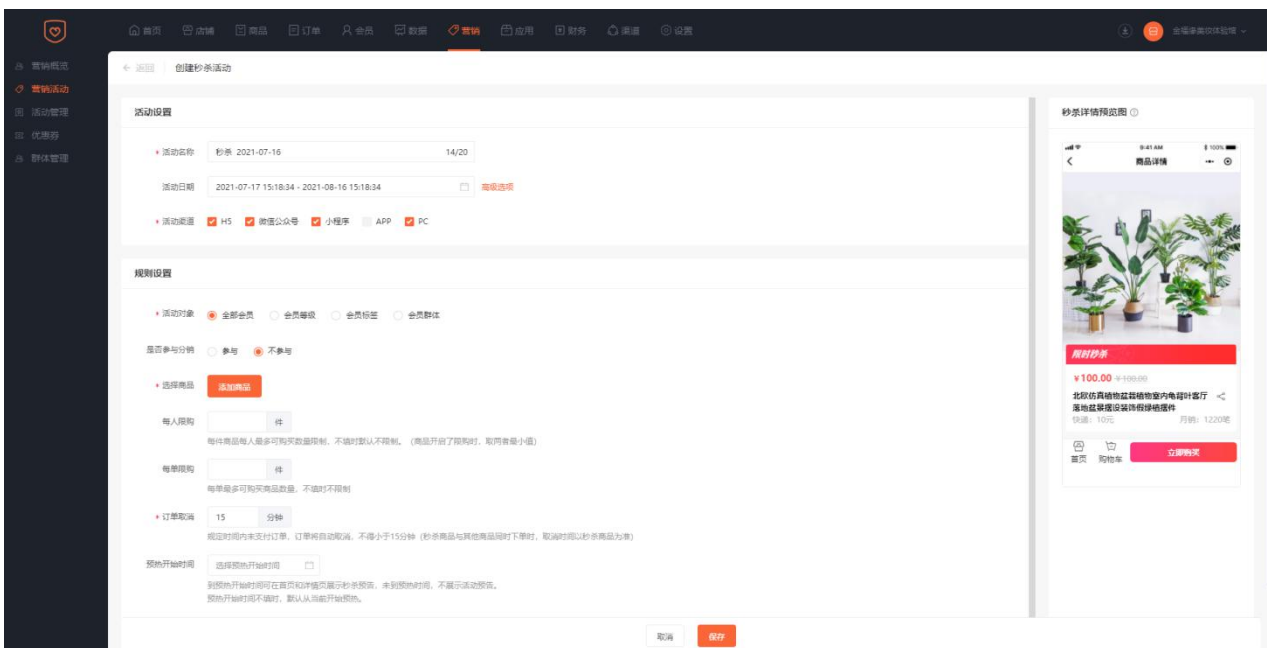 首页 店铺 商品 订单 会员 数据 营销 应用 财务 渠道 设置
营销概览
营销活动
活动管理
优惠券
群体管理
← 返回 创建秒杀活动
活动设置
* 活动名称 秒杀 2021-07-16 14/20
活动日期 2021-07-17 15:18:34 - 2021-08-16 15:18:34 高级选项
* 活动渠道 H5 微信公众号 小程序 APP PC
规则设置
* 活动对象 全部会员 会员等级 会员标签 会员群体
是否参与分销 参与 不参与
* 选择商品 添加商品
每人限购 件
每件商品每人最多可购买数量限制，不填时默认不限制。（商品开启了限购时，取两者最小值）
每单限购 件
每单最多可购买商品数量，不填时不限制
* 订单取消 15 分钟
规定时间内未支付订单，订单将自动取消，不得小于15分钟（秒杀商品与其他商品同时下单时，取消时间以秒杀商品为准）
预热开始时间 选择预热开始时间
到预热开始时间可在首页和详情页展示秒杀预告，未到预热时间，不展示活动预告。
预热开始时间不填时，默认从当前开始预热。
取消 保存
秒杀详情预览图
9:41 AM 100%
商品详情
限时秒杀
¥100.00 ¥100.00
北欧仿真植物盆栽植物室内龟背叶客厅
落地盆景摆设装饰假绿植摆件
快递：10元 月销：1220笔
首页 购物车 立即购买